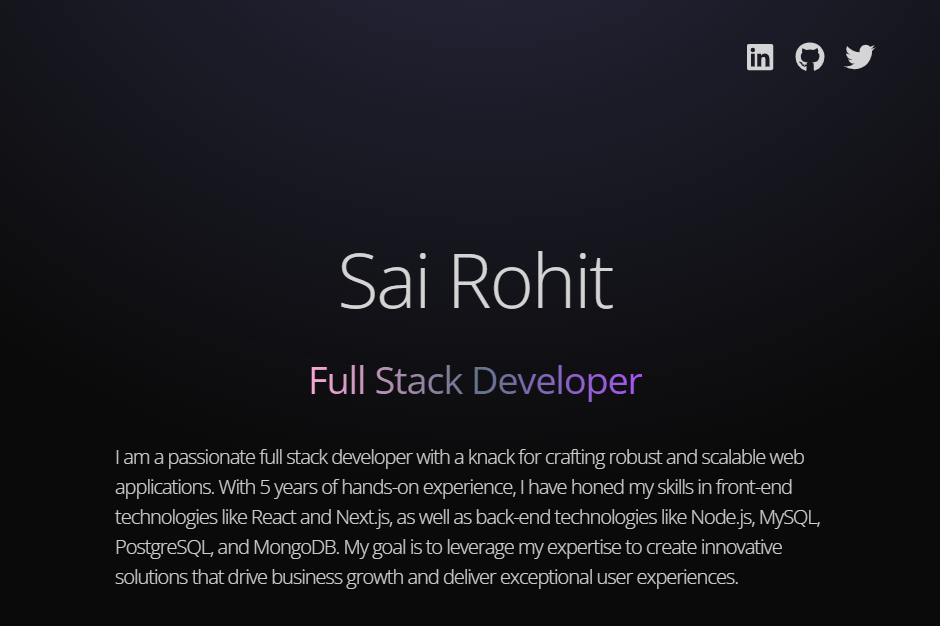 in
Sai Rohit
Full Stack Developer
I am a passionate full stack developer with a knack for crafting robust and scalable web
applications. With 5 years of hands-on experience, I have honed my skills in front-end
technologies like React and Next.js, as well as back-end technologies like Node.js, MySQL,
PostgreSQL, and MongoDB. My goal is to leverage my expertise to create innovative
solutions that drive business growth and deliver exceptional user experiences.